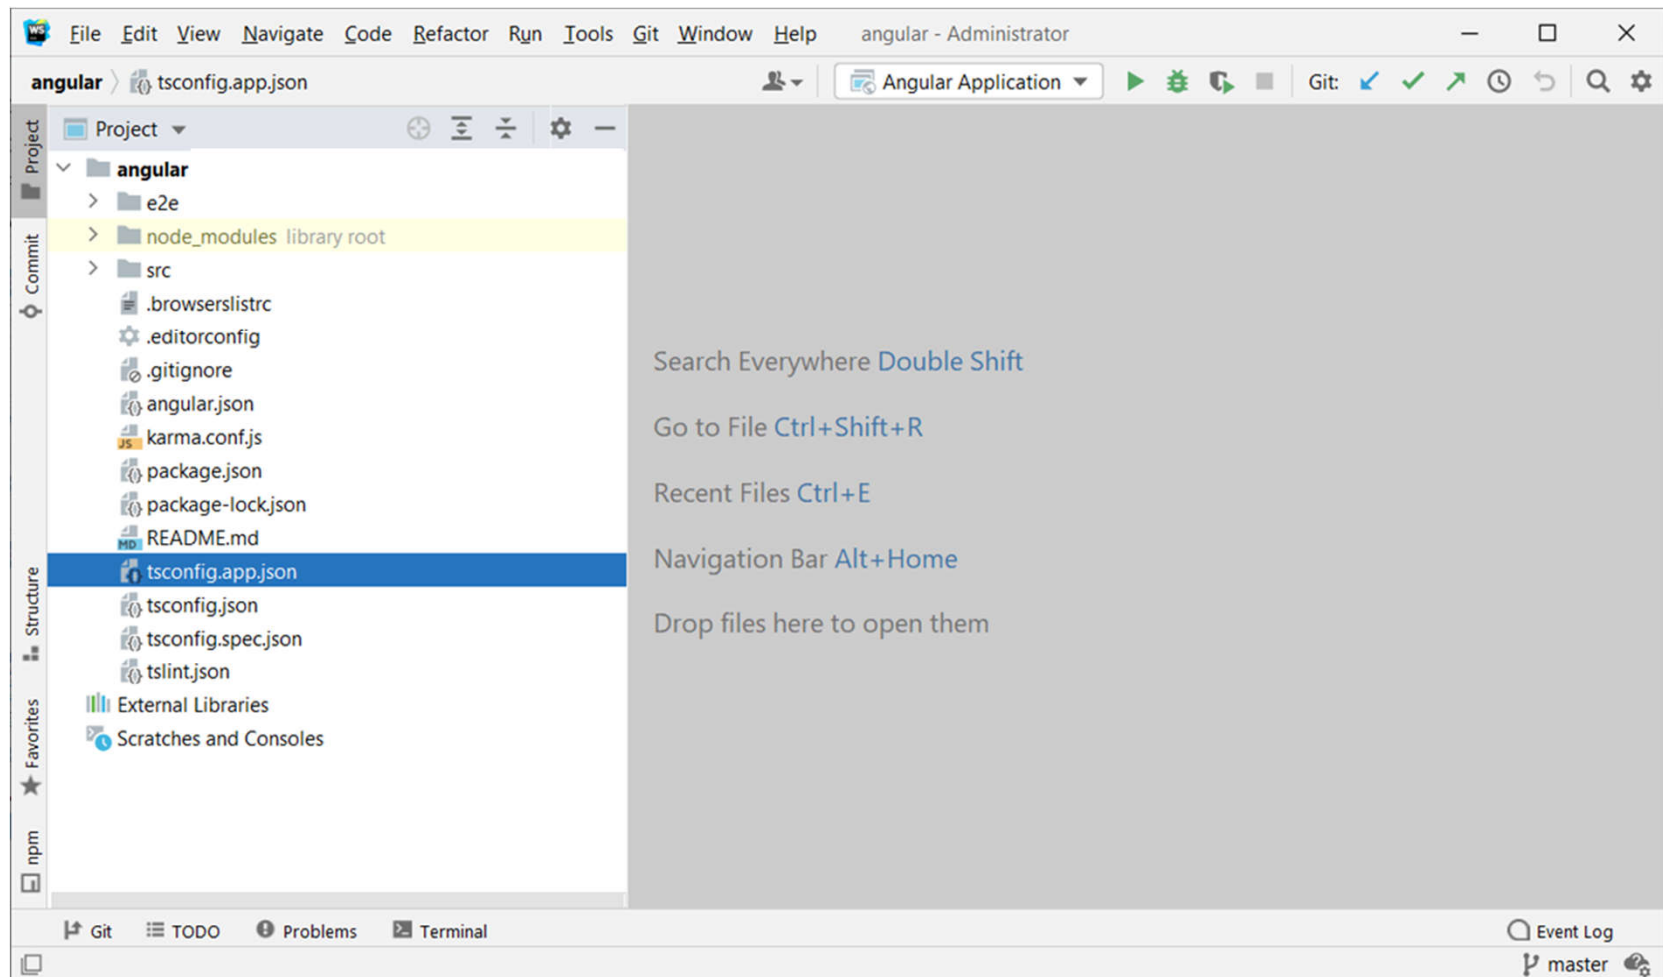 WS File Edit View Navigate Code Refactor Run Tools Git Window Help angular - Administrator
angular tsconfig.app.json Angular Application Git:
Project
angular
e2e
node_modules library root
src
.browserslistrc
.editorconfig
.gitignore
angular.json
JS karma.conf.js
package.json
package-lock.json
MD README.md
tsconfig.app.json
tsconfig.json
tsconfig.spec.json
tslint.json
External Libraries
Scratches and Consoles
Project
Commit
Structure
Favorites
npm
Search Everywhere Double Shift
Go to File Ctrl+Shift+R
Recent Files Ctrl+E
Navigation Bar Alt+Home
Drop files here to open them
Git TODO Problems Terminal Event Log
master